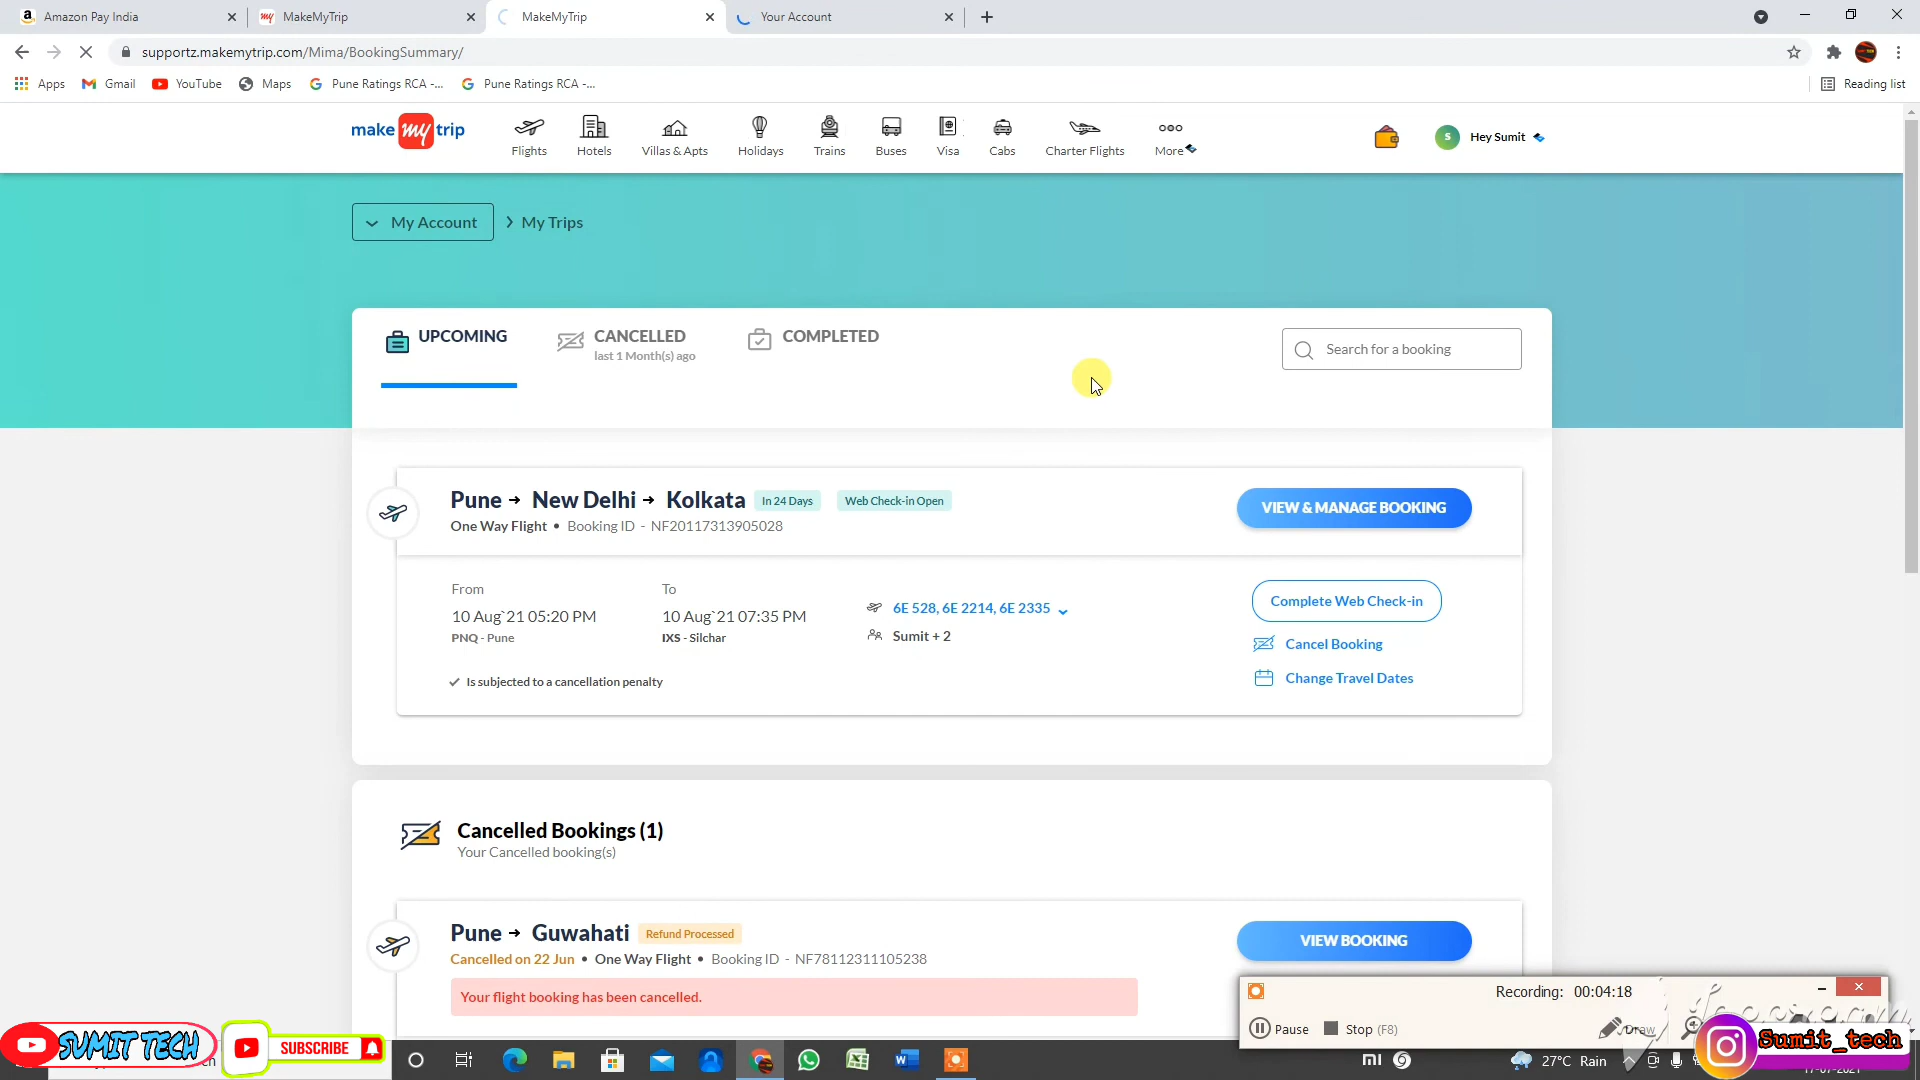 Amazon Pay India
MakeMyTrip
MakeMyTrip
Your Account
supportz.makemytrip.com/Mima/BookingSummary/
Apps
Gmail
YouTube
Maps
Pune Ratings RCA -...
Pune Ratings RCA -...
Reading list
make my trip
Flights
Hotels
Villas & Apts
Holidays
Trains
Buses
Visa
Cabs
Charter Flights
More
S
Hey Sumit
My Account
My Trips
UPCOMING
CANCELLED
last 1 Month(s) ago
COMPLETED
Search for a booking
Pune → New Delhi → Kolkata In 24 Days Web Check-in Open
One Way Flight • Booking ID - NF20117313905028
VIEW & MANAGE BOOKING
From
To
10 Aug`21 05:20 PM
10 Aug`21 07:35 PM
PNQ - Pune
IXS - Silchar
6E 528, 6E 2214, 6E 2335
Sumit + 2
Is subjected to a cancellation penalty
Complete Web Check-in
Cancel Booking
Change Travel Dates
Cancelled Bookings (1)
Your Cancelled booking(s)
Pune → Guwahati Refund Processed
Cancelled on 22 Jun • One Way Flight • Booking ID - NF78112311105238
Your flight booking has been cancelled.
VIEW BOOKING
Recording: 00:04:18
Pause
Stop (F8)
Draw
SUMIT TECH
SUBSCRIBE
27°C Rain
Sumit_tech